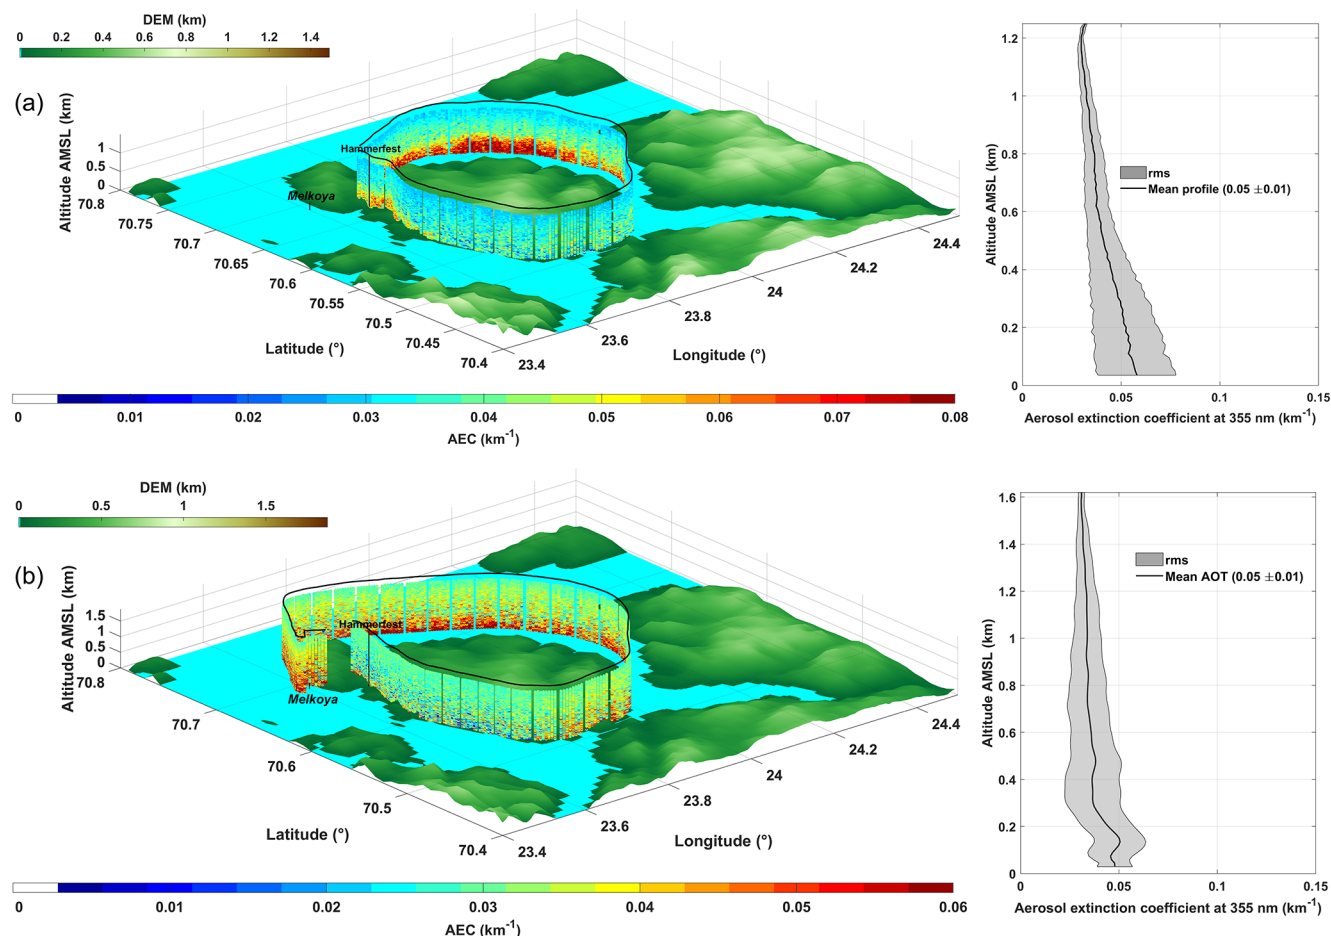 DEM (km)
0 0.2 0.4 0.6 0.8 1 1.2 1.4
(a)
Altitude AMSL (km)
1
0.5
0
Hammerfest
Melkoya
70.8
70.75
70.7
70.65
70.6
70.55
70.5
70.45
70.4
Latitude (°)
23.4
23.6
23.8
24
24.2
24.4
Longitude (°)
0 0.01 0.02 0.03 0.04 0.05 0.06 0.07 0.08
AEC (km-1)
1.2
1
0.8
0.6
0.4
0.2
0
Altitude AMSL (km)
rms
Mean profile (0.05 ±0.01)
0 0.05 0.1 0.15
Aerosol extinction coefficient at 355 nm (km-1)
DEM (km)
0 0.5 1 1.5
(b)
Altitude AMSL (km)
1.5
1
0.5
0
Hammerfest
Melkoya
70.8
70.7
70.6
70.5
70.4
Latitude (°)
23.4
23.6
23.8
24
24.2
24.4
Longitude (°)
0 0.01 0.02 0.03 0.04 0.05 0.06
AEC (km-1)
1.6
1.4
1.2
1
0.8
0.6
0.4
0.2
0
Altitude AMSL (km)
rms
Mean AOT (0.05 ±0.01)
0 0.05 0.1 0.15
Aerosol extinction coefficient at 355 nm (km-1)